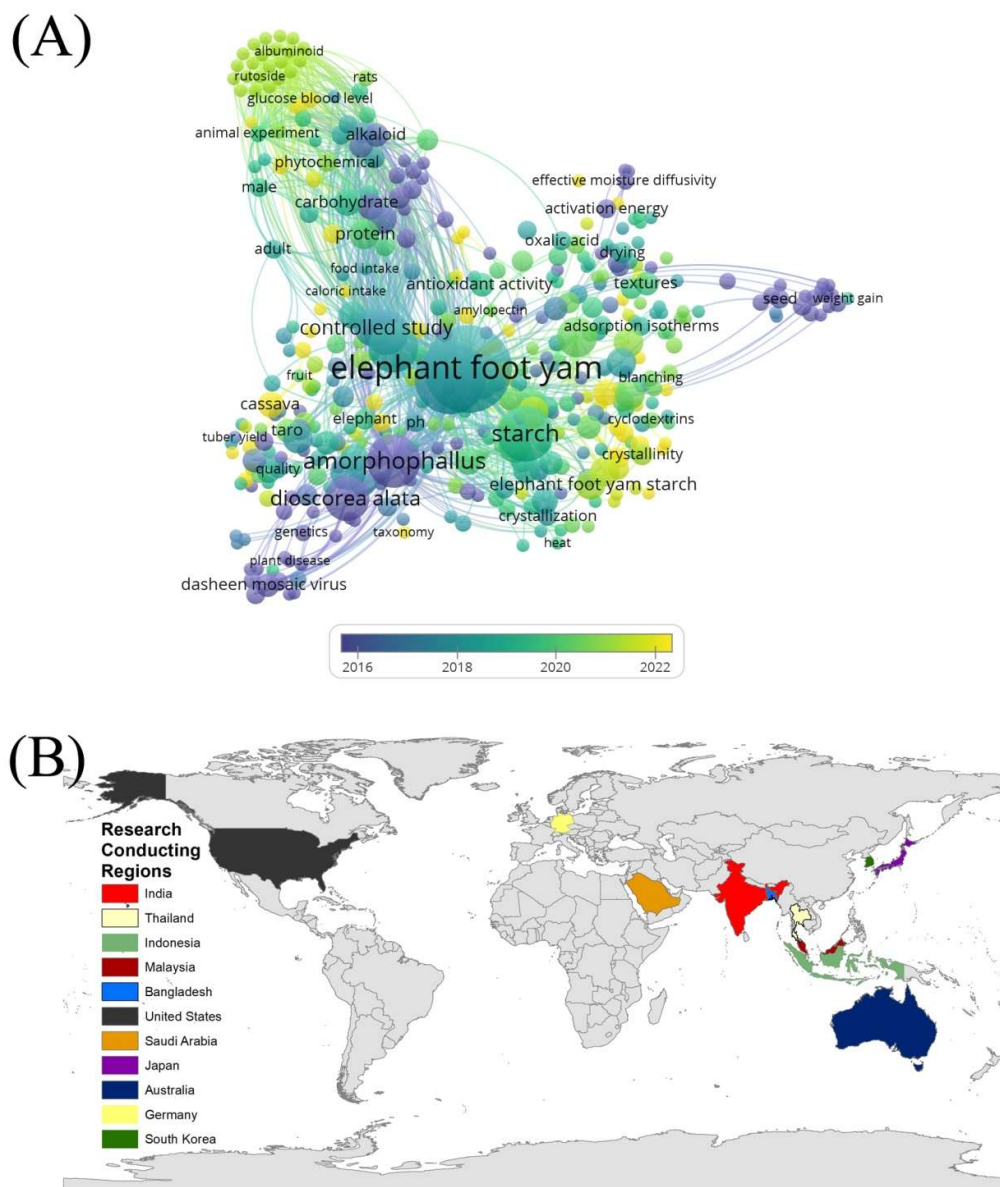 (A)
albuminoid
rutoside
rats
glucose blood level
animal experiment
alkaloid
phytochemical
effective moisture diffusivity
male
carbohydrate
activation energy
protein
oxalic acid
adult
drying
food intake
antioxidant activity
textures
caloric intake
seed
weight gain
amylopectin
controlled study
adsorption isotherms
elephant foot yam
fruit
blanching
cassava
elephant
ph
cyclodextrins
tuber yield
taro
starch
crystallinity
quality
amorphophallus
elephant foot yam starch
dioscorea alata
crystallization
genetics
taxonomy
heat
plant disease
dasheen mosaic virus
2016
2018
2020
2022
(B)
Research
Conducting
Regions
India
Thailand
Indonesia
Malaysia
Bangladesh
United States
Saudi Arabia
Japan
Australia
Germany
South Korea